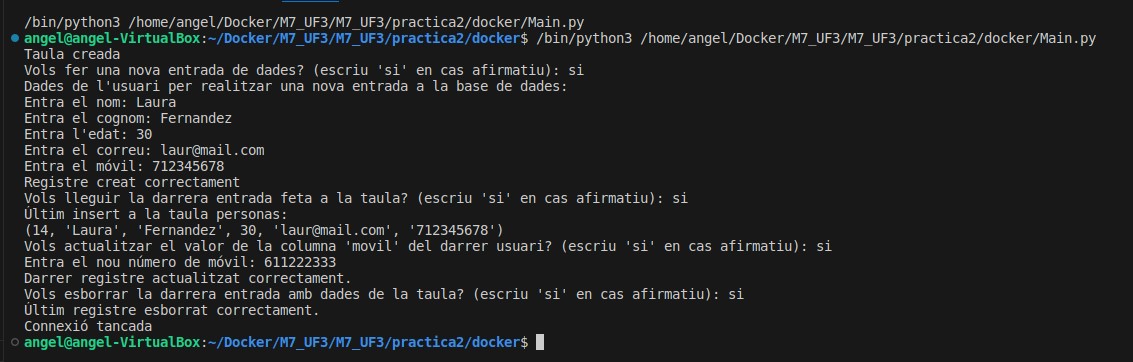 /bin/python3 /home/angel/Docker/M7_UF3/M7_UF3/practica2/docker/Main.py
angel@angel-VirtualBox:~/Docker/M7_UF3/M7_UF3/practica2/docker$ /bin/python3 /home/angel/Docker/M7_UF3/M7_UF3/practica2/docker/Main.py
Taula creada
Vols fer una nova entrada de dades? (escriu 'si' en cas afirmatiu): si
Dades de l'usuari per realitzar una nova entrada a la base de dades:
Entra el nom: Laura
Entra el cognom: Fernandez
Entra l'edat: 30
Entra el correu: laur@mail.com
Entra el móvil: 712345678
Registre creat correctament
Vols lleguir la darrera entrada feta a la taula? (escriu 'si' en cas afirmatiu): si
Últim insert a la taula personas:
(14, 'Laura', 'Fernandez', 30, 'laur@mail.com', '712345678')
Vols actualitzar el valor de la columna 'movil' del darrer usuari? (escriu 'si' en cas afirmatiu): si
Entra el nou número de móvil: 611222333
Darrer registre actualitzat correctament.
Vols esborrar la darrera entrada amb dades de la taula? (escriu 'si' en cas afirmatiu): si
Últim registre esborrat correctament.
Connexió tancada
angel@angel-VirtualBox:~/Docker/M7_UF3/M7_UF3/practica2/docker$